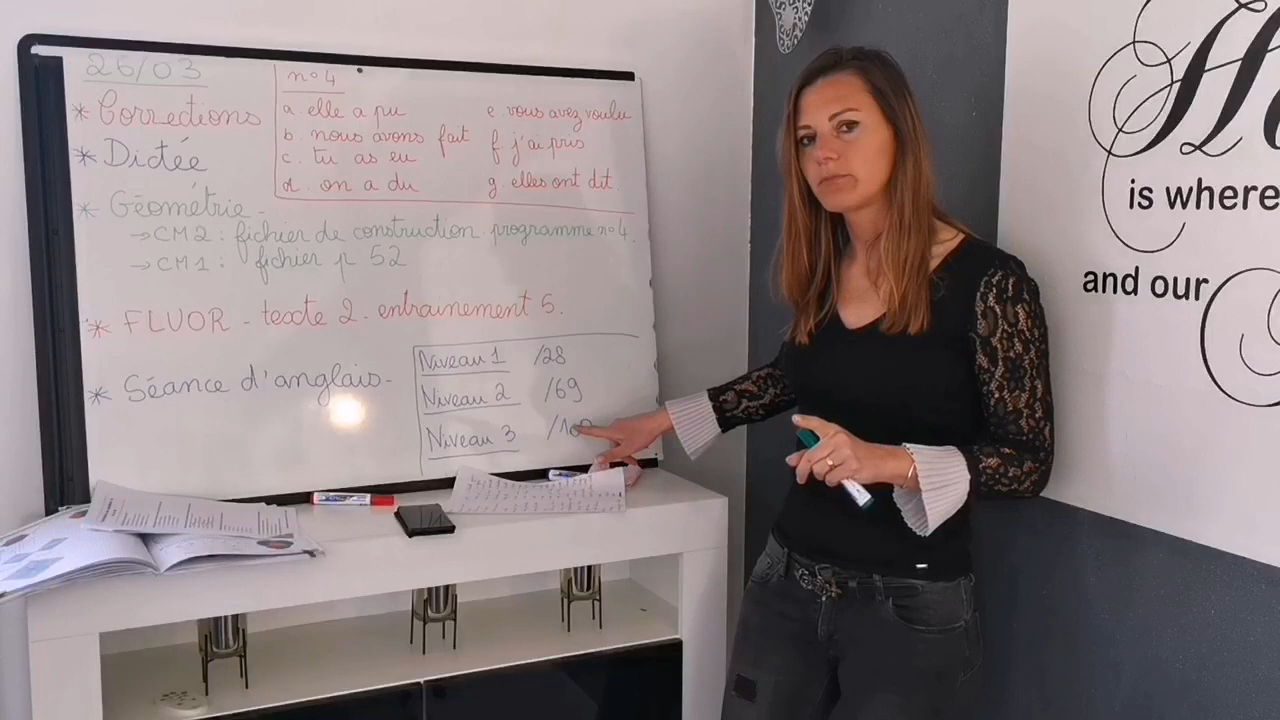 26/03
* Corrections
n°4
a. elle a pu
b. nous avons fait
c. tu as eu
d. on a du
e. vous avez voulu
f. j'ai pris
g. elles ont dit.
* Dictée
* Géométrie -
→ CM2 : fichier de construction programme n°4.
→ CM1 : fichier p 52
* FLUOR - texte 2 - entrainement 5.
* Séance d'anglais -
Niveau 1 /28
Niveau 2 /69
Niveau 3
is where
and our